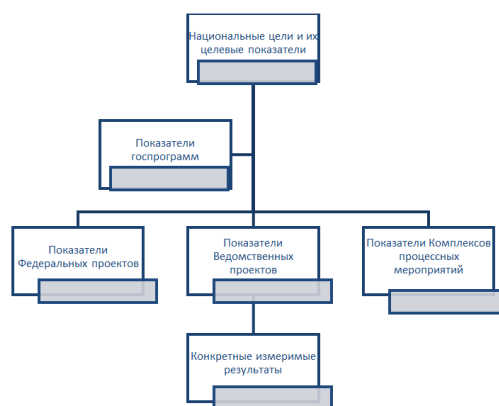 Национальные цели и их
целевые показатели
Показатели
госпрограмм
Показатели
Федеральных проектов
Показатели
Ведомственных
проектов
Показатели Комплексов
процессных
мероприятий
Конкретные измеримые
результаты